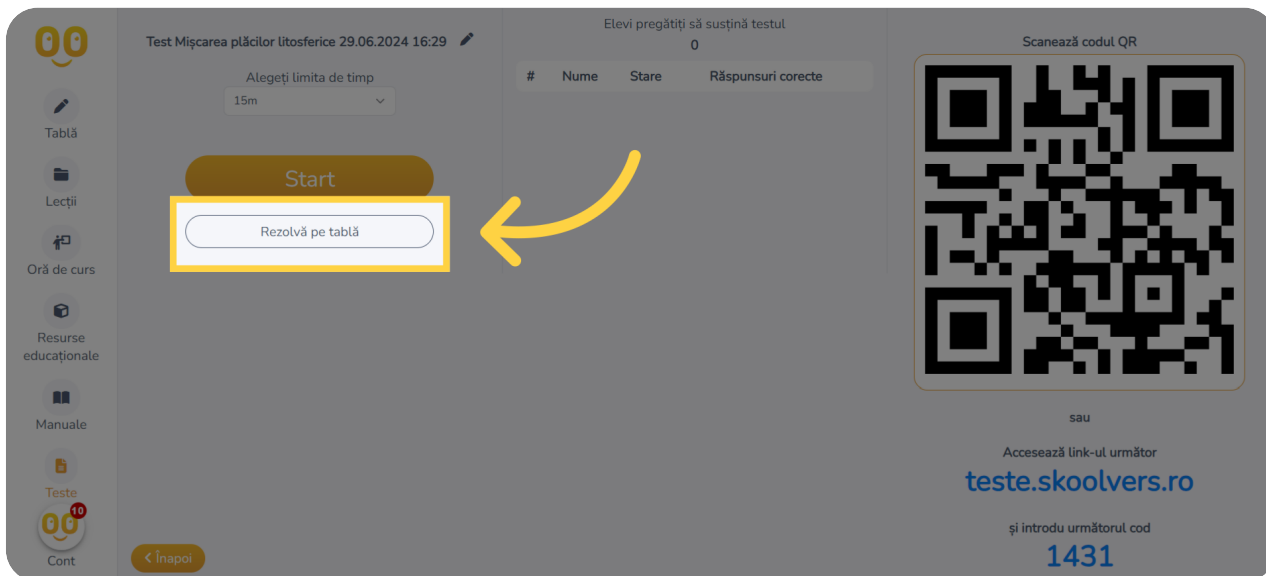 Tablă
Lecții
Oră de curs
Resurse
educaționale
Manuale
Teste
10
Cont
Test Mișcarea plăcilor litosferice 29.06.2024 16:29
Alegeți limita de timp
15m
Start
Rezolvă pe tablă
< Înapoi
Elevi pregătiți să susțină testul
0
# Nume Stare Răspunsuri corecte
Scanează codul QR
sau
Accesează link-ul următor
teste.skoolvers.ro
și introdu următorul cod
1431